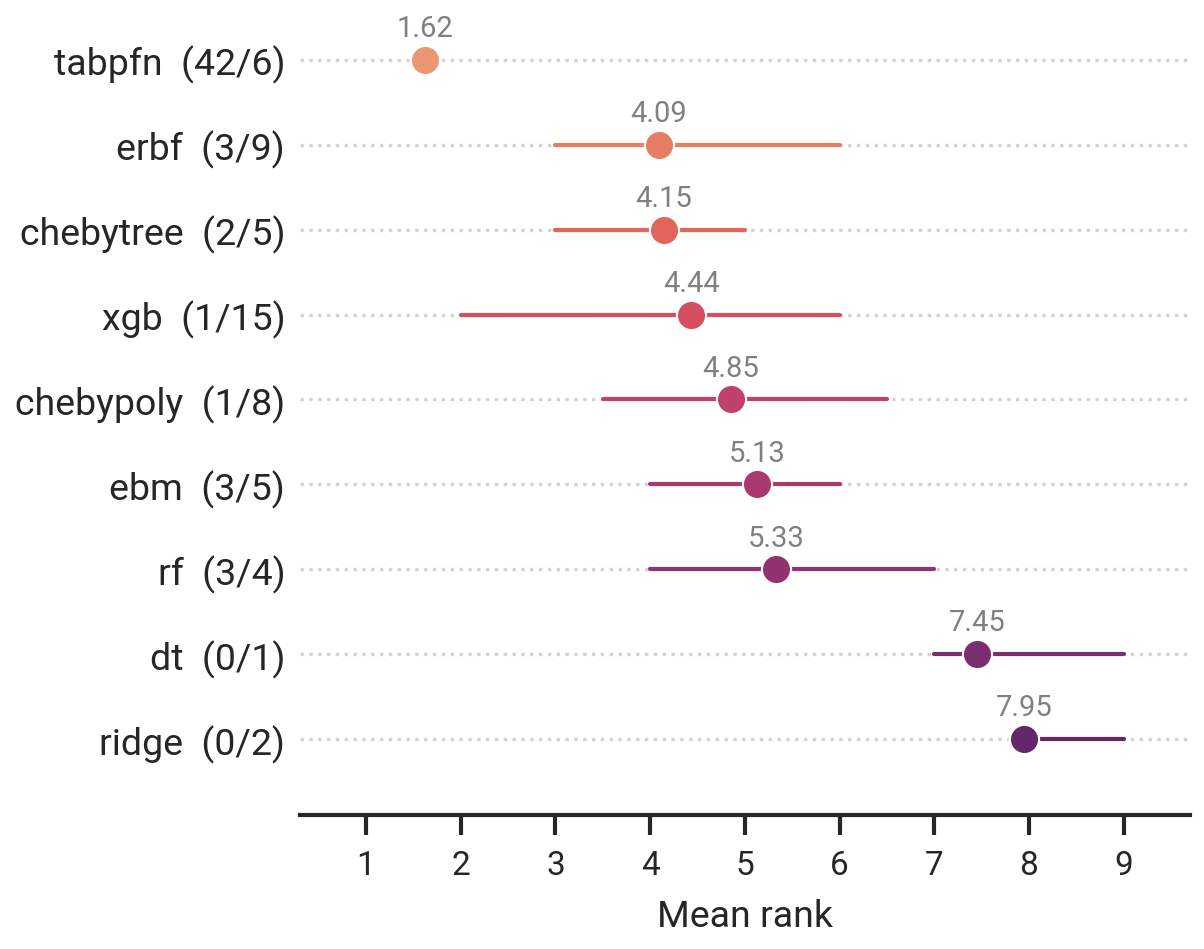 1.62
tabpfn (42/6)
4.09
erbf (3/9)
4.15
chebytree (2/5)
4.44
xgb (1/15)
4.85
chebypoly (1/8)
5.13
ebm (3/5)
5.33
rf (3/4)
7.45
dt (0/1)
7.95
ridge (0/2)
1 2 3 4 5 6 7 8 9
Mean rank